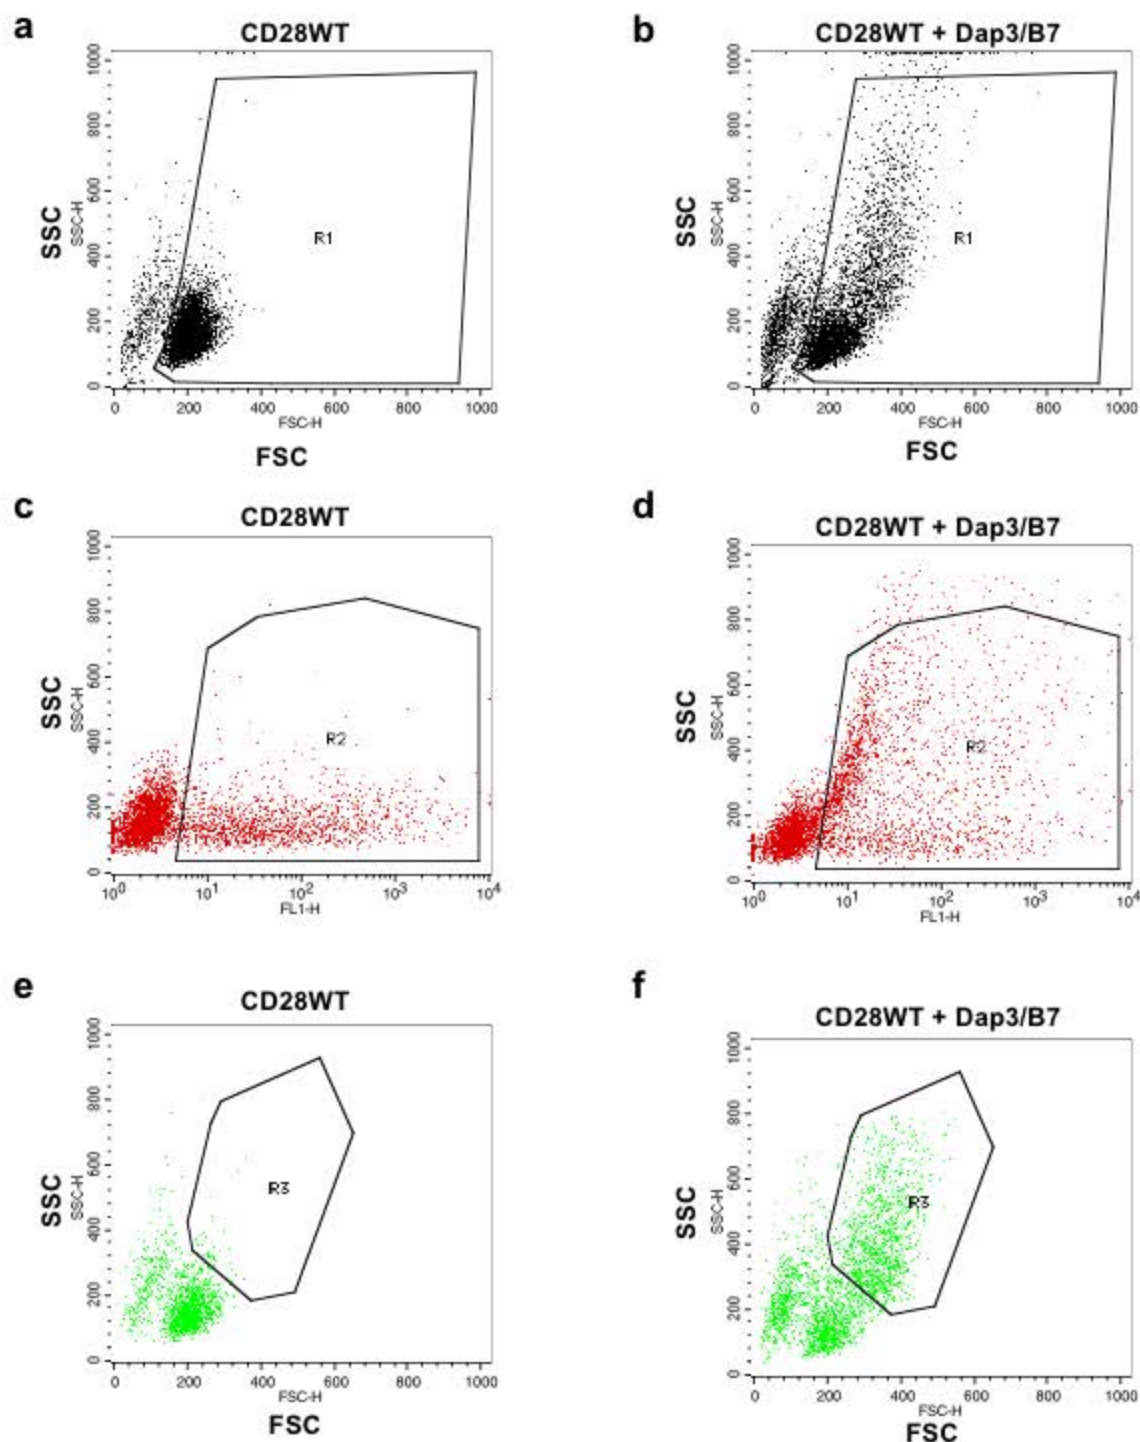 a
CD28WT
1000
800
600
400
200
0
SSC
SSC-H
R1
0 200 400 600 800 1000
FSC-H
FSC
b
CD28WT + Dap3/B7
1000
800
600
400
200
0
SSC
SSC-H
R1
0 200 400 600 800 1000
FSC-H
FSC
c
CD28WT
1000
800
600
400
200
0
SSC
SSC-H
R2
10^0 10^1 10^2 10^3 10^4
FL1-H
d
CD28WT + Dap3/B7
1000
800
600
400
200
0
SSC
SSC-H
R2
10^0 10^1 10^2 10^3 10^4
FL1-H
e
CD28WT
1000
800
600
400
200
0
SSC
SSC-H
R3
0 200 400 600 800 1000
FSC-H
FSC
f
CD28WT + Dap3/B7
1000
800
600
400
200
0
SSC
SSC-H
R3
0 200 400 600 800 1000
FSC-H
FSC